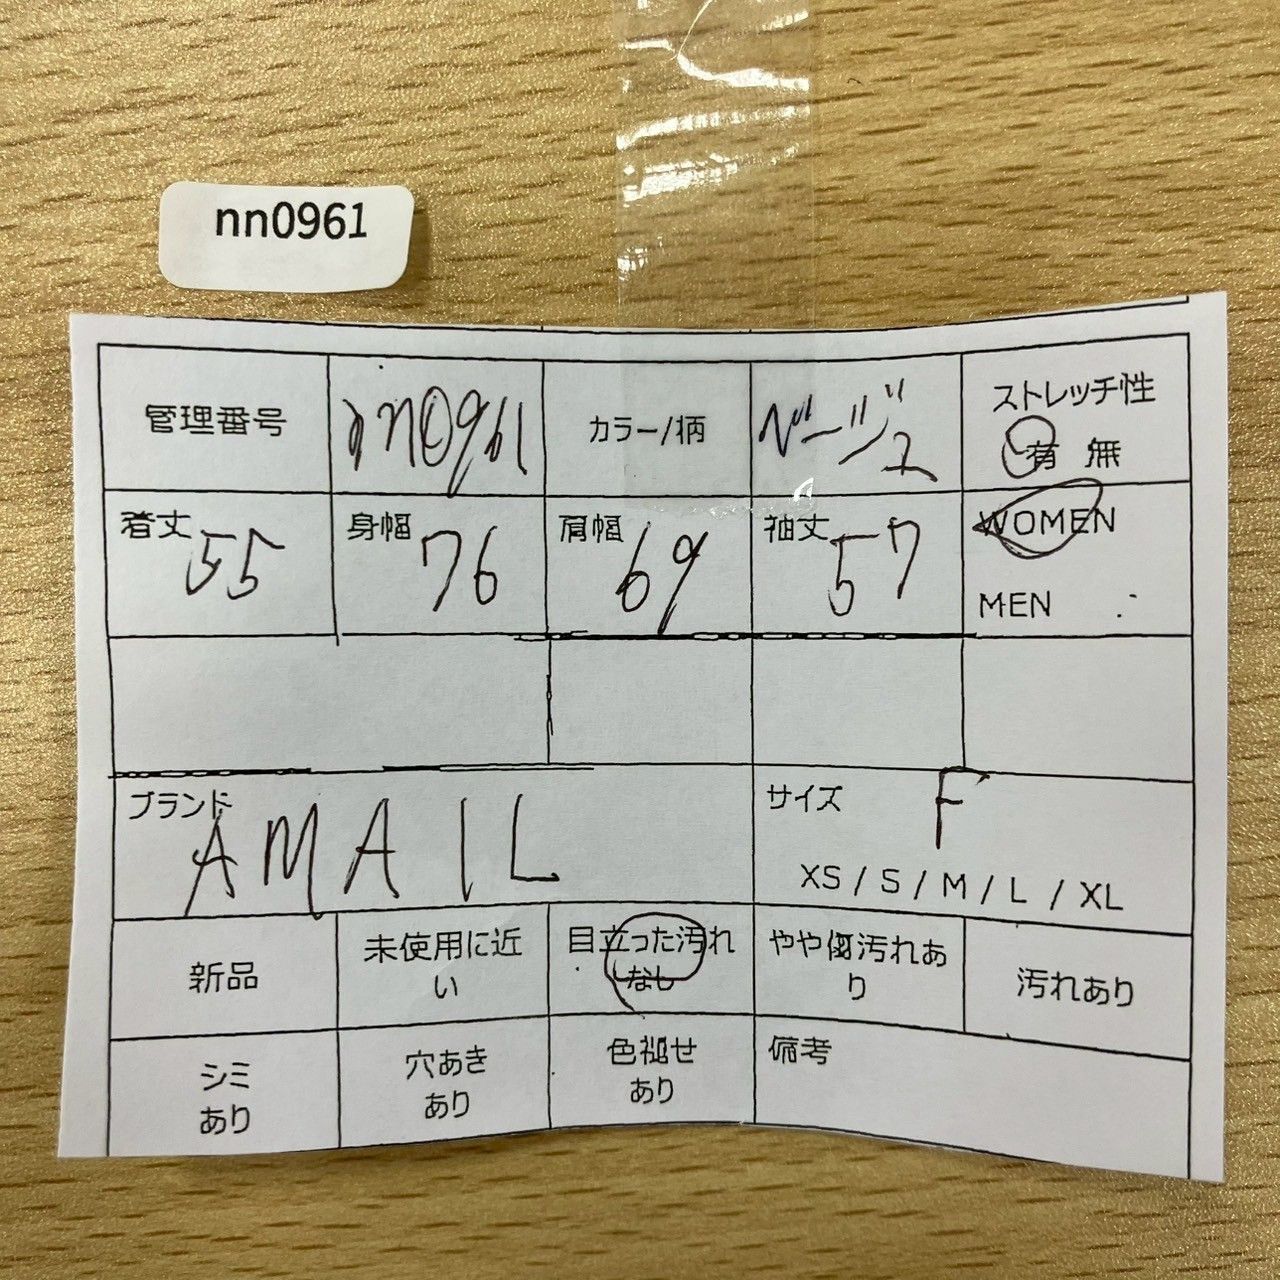 nn0961
管理番号 nn0961 カラー/柄 ベージュ ストレッチ性
有 無
着丈 55 身幅 76 肩幅 69 袖丈 57 WOMEN
MEN
ブランド AMAIL サイズ F
XS / S / M / L / XL
新品 未使用に近い 目立った汚れなし やや傷汚れあり 汚れあり
シミあり 穴あきあり 色褪せあり 備考